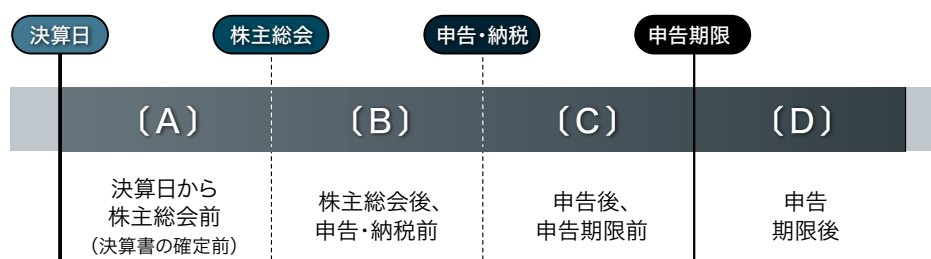 決算日
株主総会
申告・納税
申告期限
〔A〕
〔B〕
〔C〕
〔D〕
決算日から
株主総会前
（決算書の確定前）
株主総会後、
申告・納税前
申告後、
申告期限前
申告
期限後